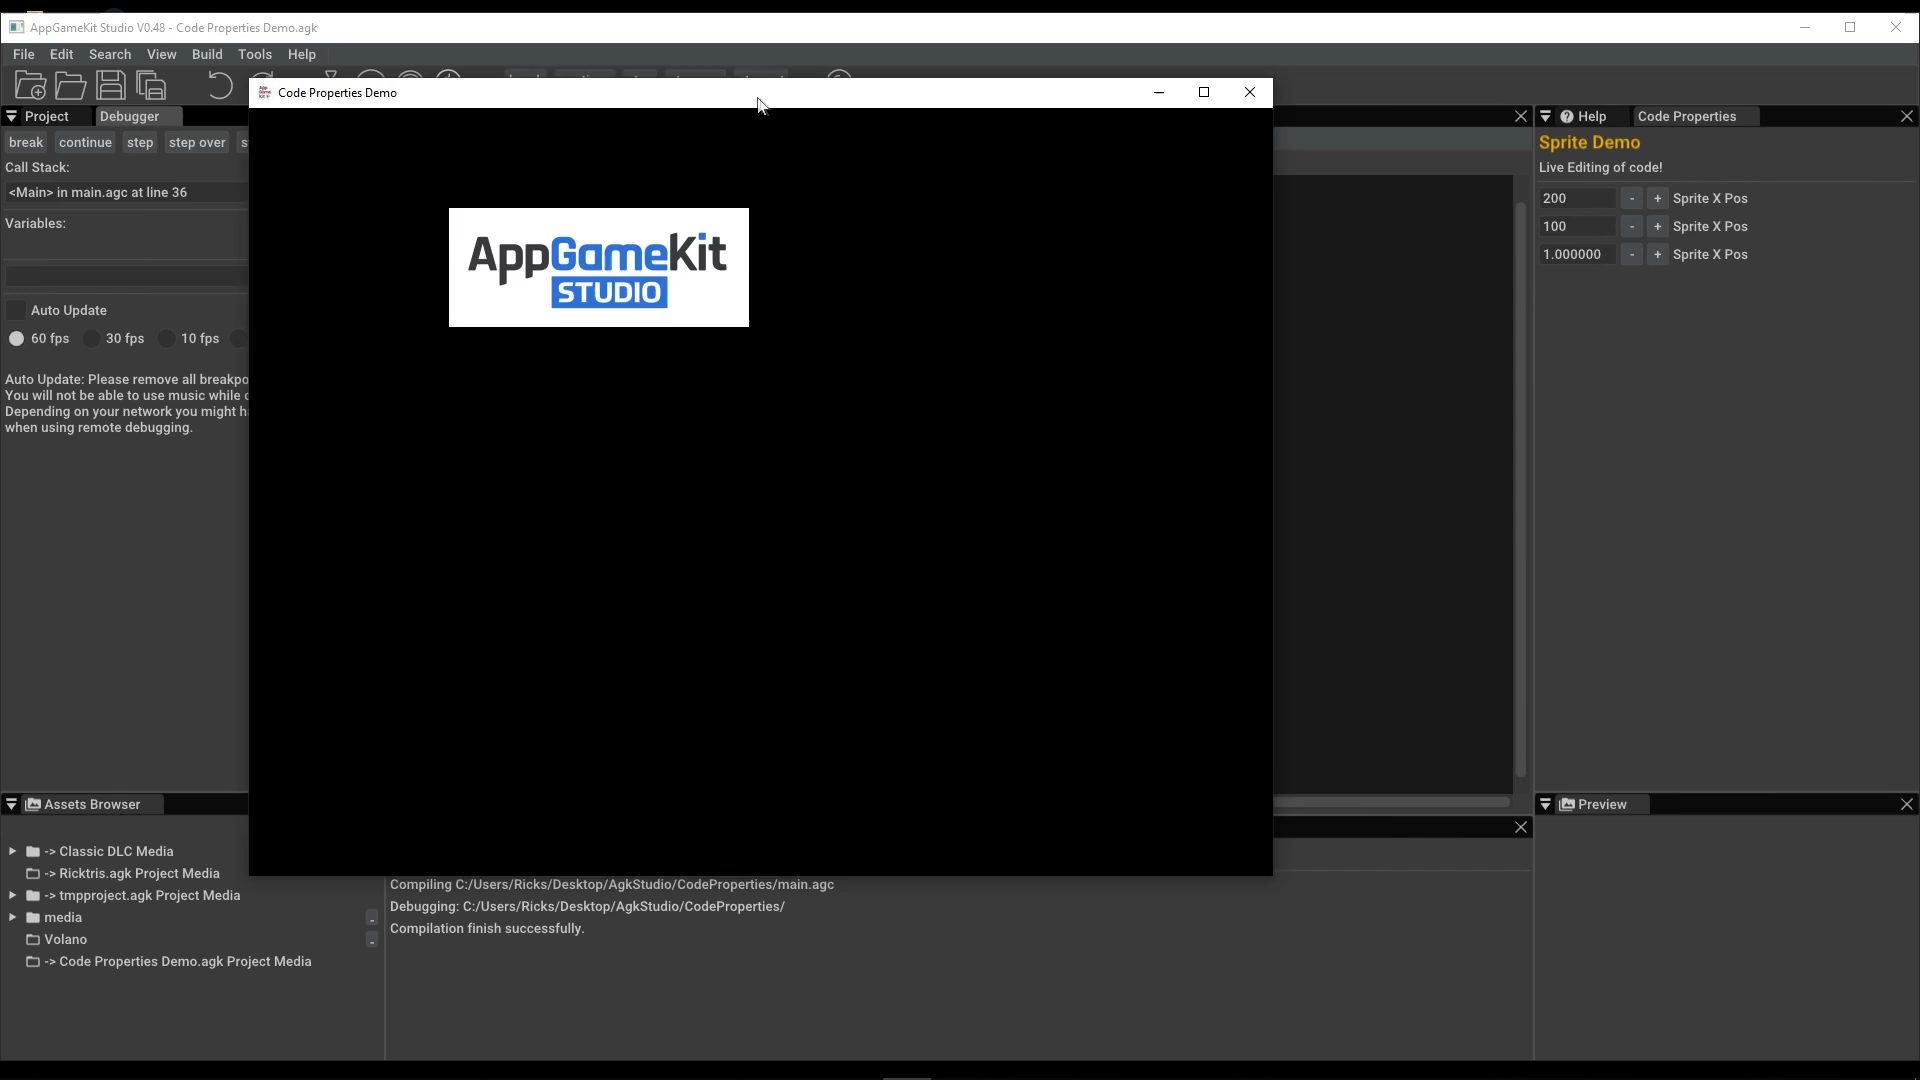 AppGameKit Studio V0.48 - Code Properties Demo.agk
File Edit Search View Build Tools Help
Code Properties Demo
Project Debugger
break continue step step over s
Call Stack:
<Main> in main.agc at line 36
Variables:
Auto Update
60 fps 30 fps 10 fps
Auto Update: Please remove all breakpo
You will not be able to use music while
Depending on your network you might h
when using remote debugging.
AppGameKit
STUDIO
Help Code Properties
Sprite Demo
Live Editing of code!
200 - + Sprite X Pos
100 - + Sprite X Pos
1.000000 - + Sprite X Pos
Assets Browser
-> Classic DLC Media
-> Ricktris.agk Project Media
-> tmpproject.agk Project Media
media
Volano
-> Code Properties Demo.agk Project Media
Compiling C:/Users/Ricks/Desktop/AgkStudio/CodeProperties/main.agc
Debugging: C:/Users/Ricks/Desktop/AgkStudio/CodeProperties/
Compilation finish successfully.
Preview